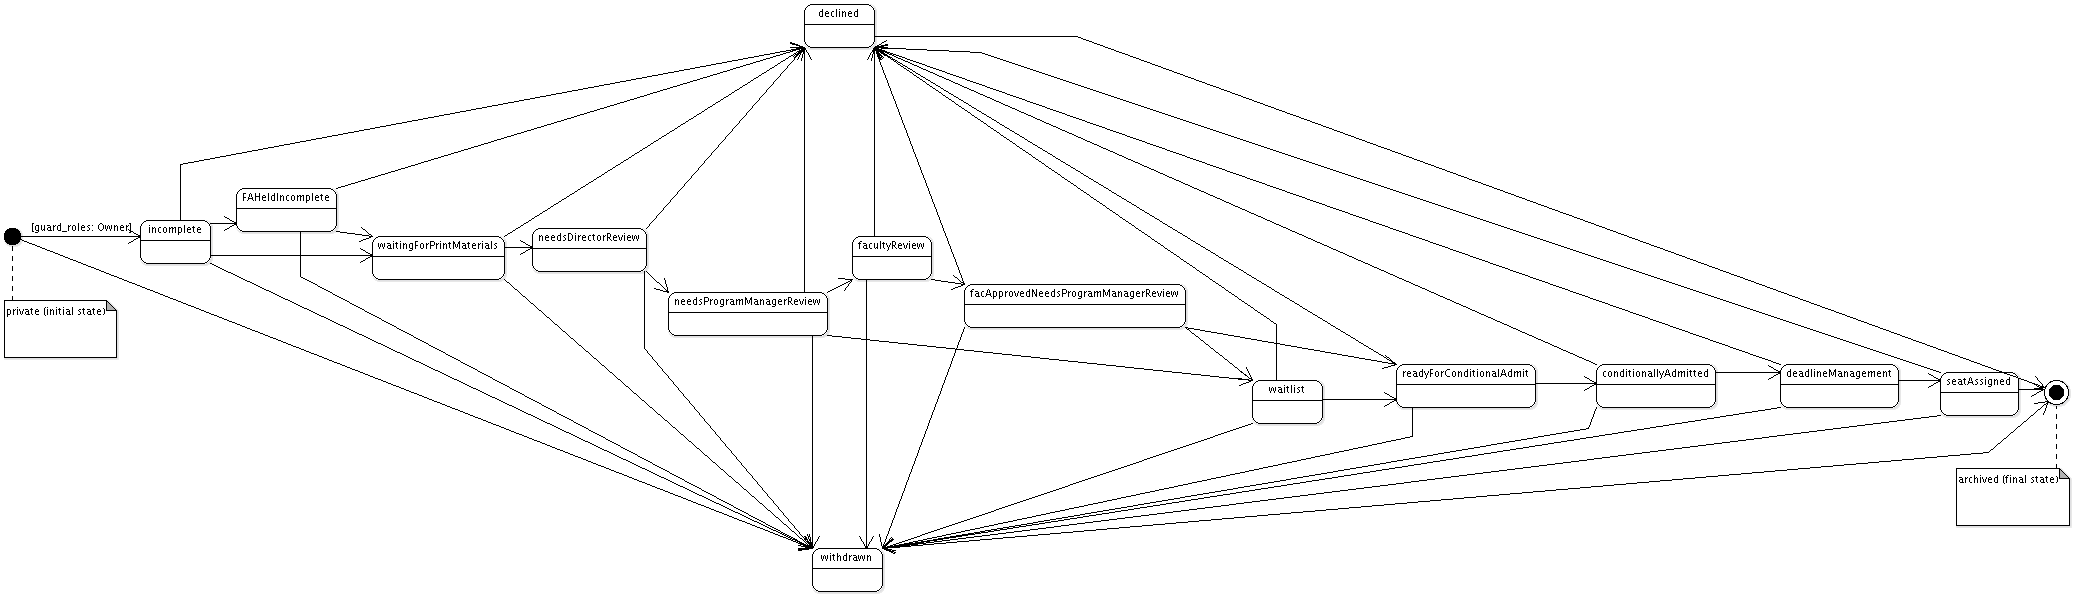 declined
FAHeldIncomplete
[guard_roles: Owner]
incomplete
waitingForPrintMaterials
needsDirectorReview
facultyReview
needsProgramManagerReview
facApprovedNeedsProgramManagerReview
private (initial state)
waitlist
readyForConditionalAdmit
conditionallyAdmitted
deadlineManagement
seatAssigned
archived (final state)
withdrawn